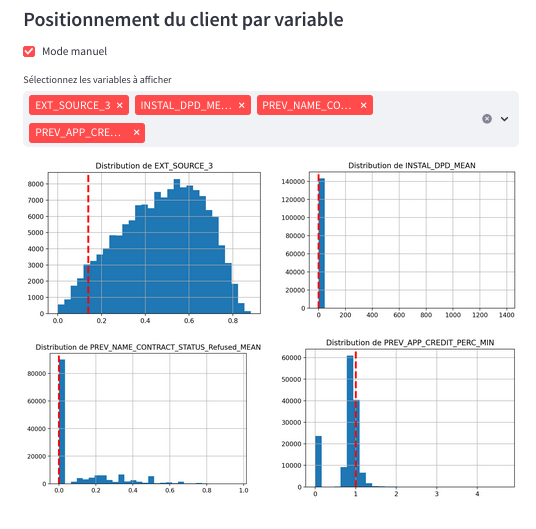 Positionnement du client par variable
Mode manuel
Sélectionnez les variables à afficher
EXT_SOURCE_3 × INSTAL_DPD_ME... × PREV_NAME_CO... ×
PREV_APP_CRE... ×
Distribution de EXT_SOURCE_3
8000
7000
6000
5000
4000
3000
2000
1000
0
0.0 0.2 0.4 0.6 0.8
Distribution de INSTAL_DPD_MEAN
140000
120000
100000
80000
60000
40000
20000
0
0 200 400 600 800 1000 1200 1400
Distribution de PREV_NAME_CONTRACT_STATUS_Refused_MEAN
80000
60000
40000
20000
0
0.0 0.2 0.4 0.6 0.8 1.0
Distribution de PREV_APP_CREDIT_PERC_MIN
60000
50000
40000
30000
20000
10000
0
0 1 2 3 4